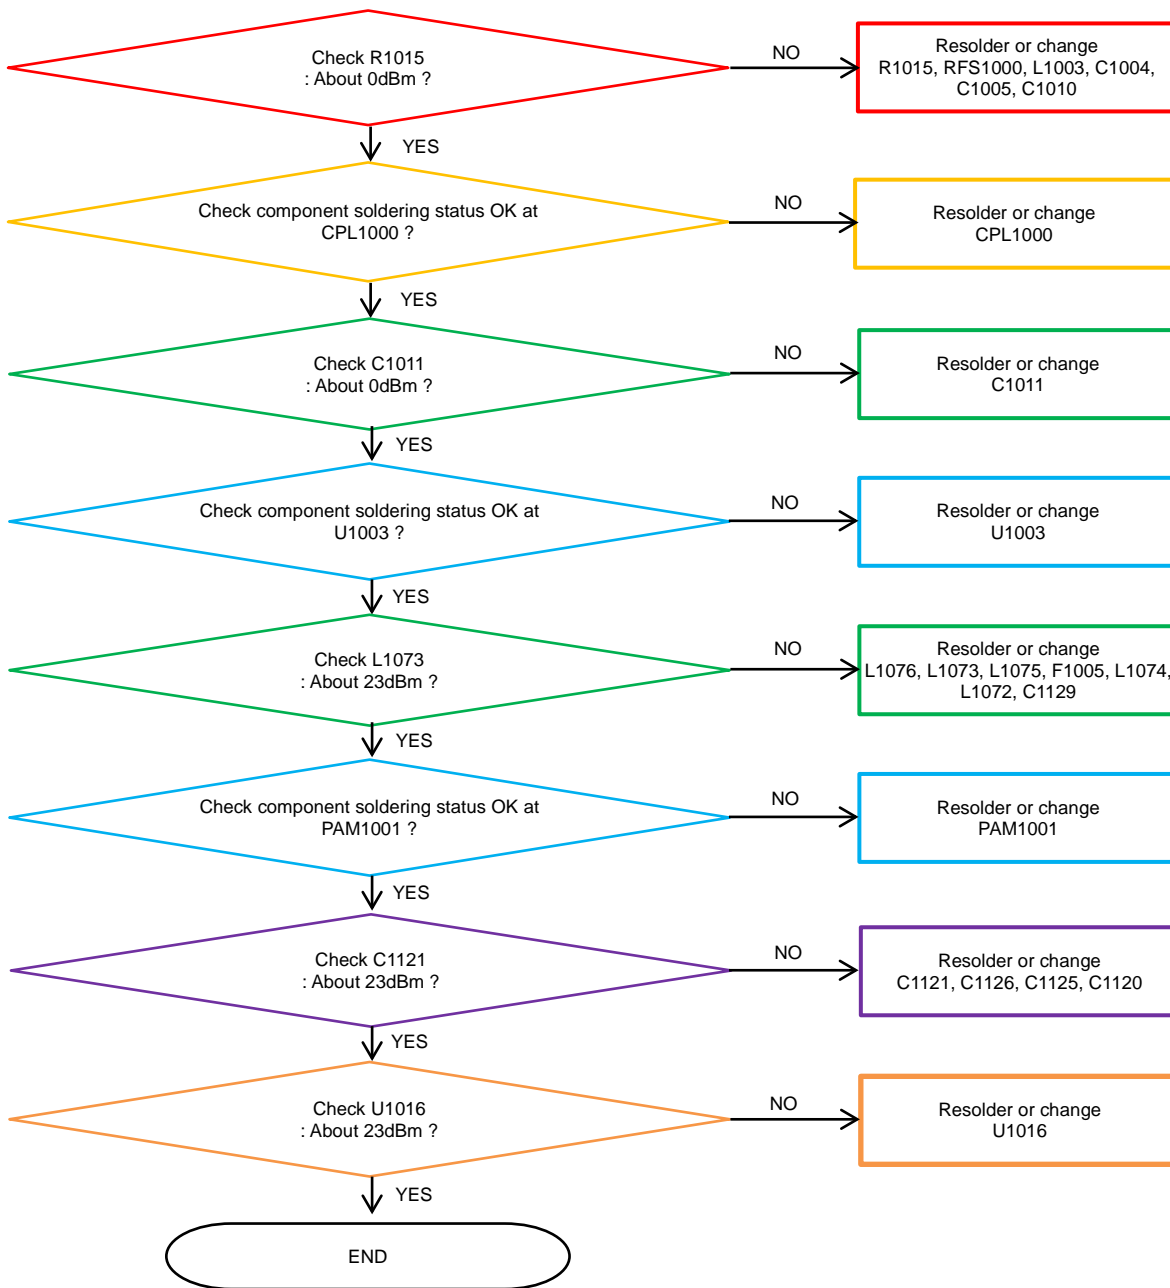 Check R1015
: About 0dBm ?
NO
Resolder or change
R1015, RFS1000, L1003, C1004,
C1005, C1010
YES
Check component soldering status OK at
CPL1000 ?
NO
Resolder or change
CPL1000
YES
Check C1011
: About 0dBm ?
NO
Resolder or change
C1011
YES
Check component soldering status OK at
U1003 ?
NO
Resolder or change
U1003
YES
Check L1073
: About 23dBm ?
NO
Resolder or change
L1076, L1073, L1075, F1005, L1074,
L1072, C1129
YES
Check component soldering status OK at
PAM1001 ?
NO
Resolder or change
PAM1001
YES
Check C1121
: About 23dBm ?
NO
Resolder or change
C1121, C1126, C1125, C1120
YES
Check U1016
: About 23dBm ?
NO
Resolder or change
U1016
YES
END